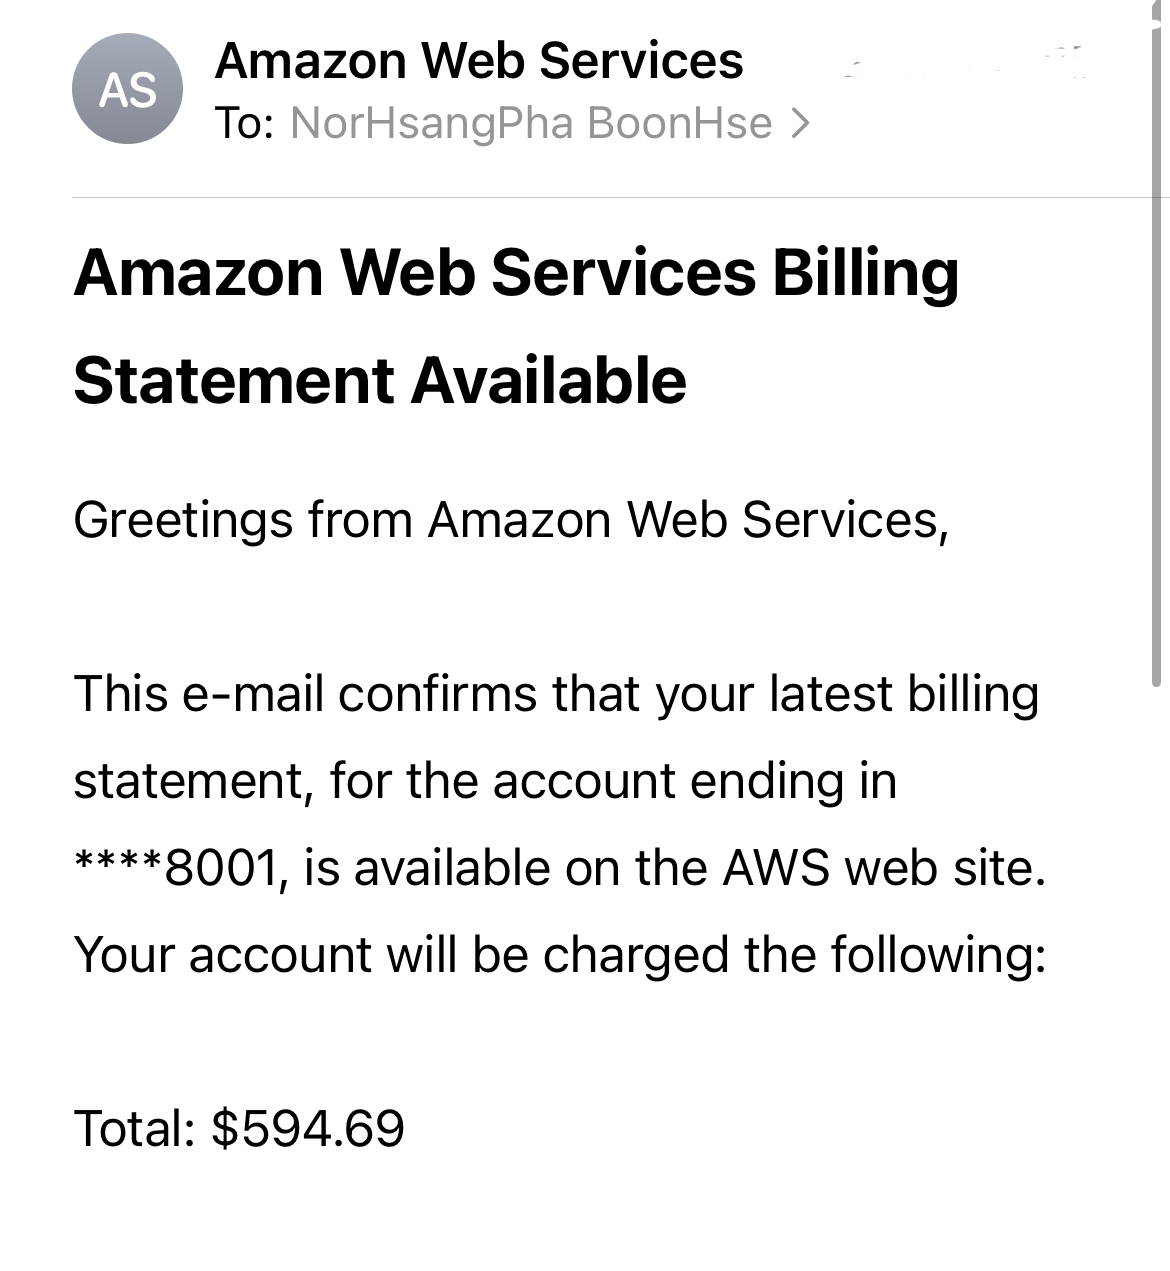 AS
Amazon Web Services
To: NorHsangPha BoonHse
Amazon Web Services Billing
Statement Available
Greetings from Amazon Web Services,
This e-mail confirms that your latest billing
statement, for the account ending in
****8001, is available on the AWS web site.
Your account will be charged the following:
Total: $594.69